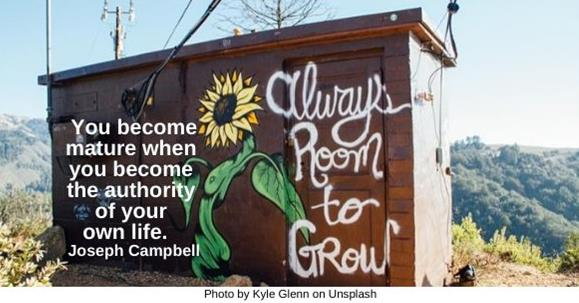 You become
mature when
you become
the authority
of your
own life.
Joseph Campbell
Always
Room
to
Grow
Photo by Kyle Glenn on Unsplash